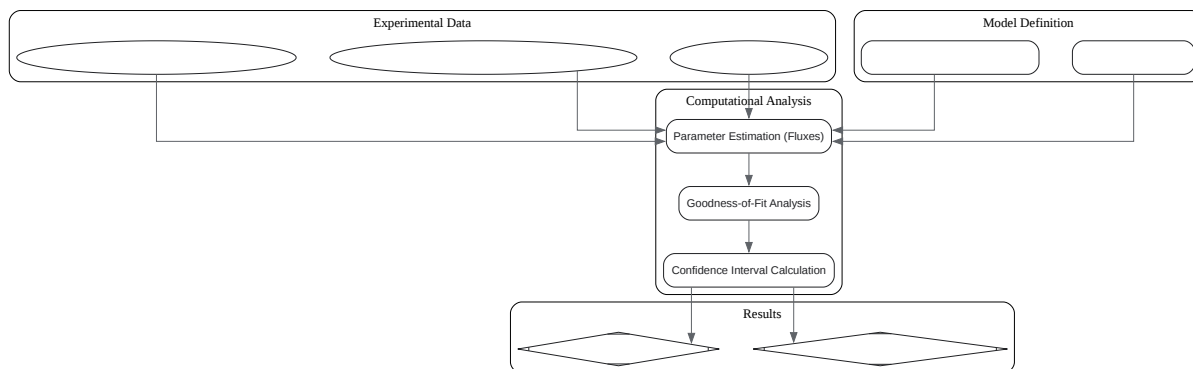 Experimental Data
Model Definition
Computational Analysis
Parameter Estimation (Fluxes)
Goodness-of-Fit Analysis
Confidence Interval Calculation
Results